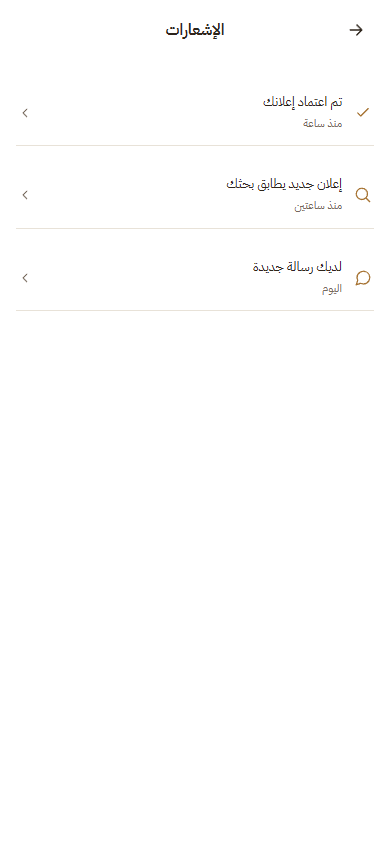 الإشعارات
تم اعتماد إعلانك
منذ ساعة
إعلان جديد يطابق بحثك
منذ ساعتين
لديك رسالة جديدة
اليوم